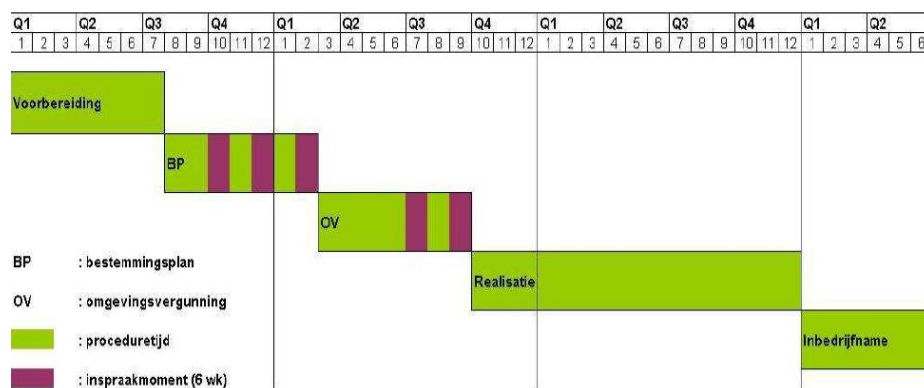 Q1 Q2 Q3 Q4 Q1 Q2 Q3 Q4 Q1 Q2 Q3 Q4 Q1 Q2
1 2 3 4 5 6 7 8 9 10 11 12 1 2 3 4 5 6 7 8 9 10 11 12 1 2 3 4 5 6 7 8 9 10 11 12 1 2 3 4 5 6
Voorbereiding
BP
OV
BP : bestemmingsplan
Realisatie
OV : omgevingsvergunning
: proceduretijd
Inbedrijfname
: inspraakmoment (6 wk)